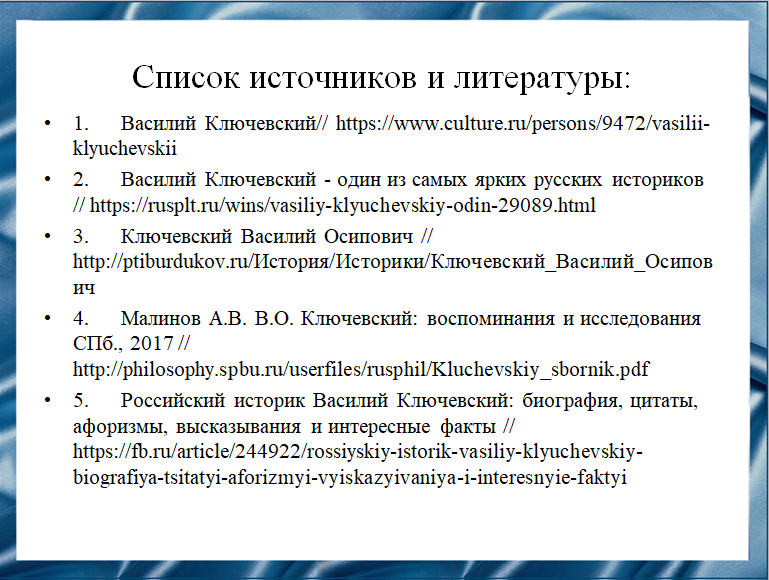 Список источников и литературы:
• 1. Василий Ключевский// https://www.culture.ru/persons/9472/vasilii-
klyuchevskii
• 2. Василий Ключевский - один из самых ярких русских историков
// https://rusplt.ru/wins/vasiliy-klyuchevskiy-odin-29089.html
• 3. Ключевский Василий Осипович //
http://ptiburdukov.ru/История/Историки/Ключевский_Василий_Осипов
ич
• 4. Малинов А.В. В.О. Ключевский: воспоминания и исследования
СПб., 2017 //
http://philosophy.spbu.ru/userfiles/rusphil/Kluchevskiy_sbornik.pdf
• 5. Российский историк Василий Ключевский: биография, цитаты,
афоризмы, высказывания и интересные факты //
https://fb.ru/article/244922/rossiyskiy-istorik-vasiliy-klyuchevskiy-
biografiya-tsitatyi-aforizmyi-vyiskazyivaniya-i-interesnyie-faktyi